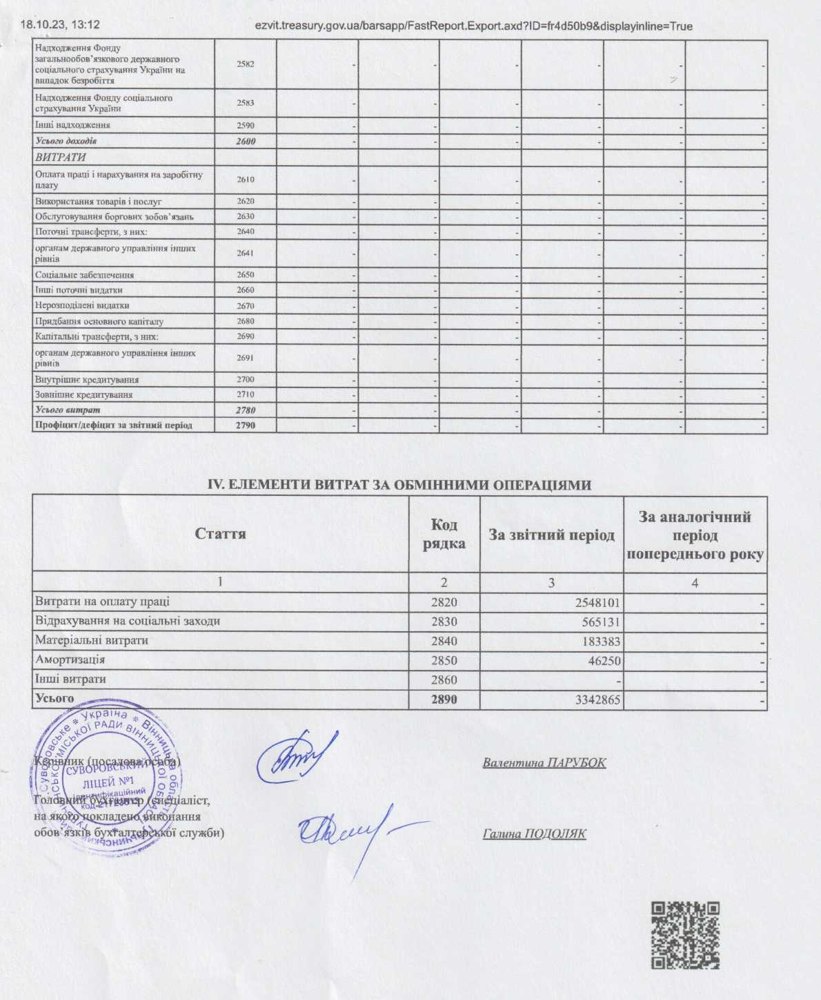 18.10.23, 13:12 ezvit.treasury.gov.ua/barsapp/FastReport.Export.axd?ID=fr4d50b9&displayinline=True
Надходження Фонду
загальнообов’язкового державного
соціального страхування України на
випадок безробіття
2582 - - - - - -
Надходження Фонду соціального
страхування України
2583 - - - - - -
Інші надходження 2590 - - - - - -
Усього доходів 2600 - - - - - -
ВИТРАТИ
Оплата праці і нарахування на заробітну
плату
2610 - - - - - -
Використання товарів і послуг 2620 - - - - - -
Обслуговування боргових зобов’язань 2630 - - - - - -
Поточні трансферти, з них: 2640 - - - - - -
органам державного управління інших
рівнів
2641 - - - - - -
Соціальне забезпечення 2650 - - - - - -
Інші поточні видатки 2660 - - - - - -
Нерозподілені видатки 2670 - - - - - -
Придбання основного капіталу 2680 - - - - - -
Капітальні трансферти, з них: 2690 - - - - - -
органам державного управління інших
рівнів
2691 - - - - - -
Внутрішнє кредитування 2700 - - - - - -
Зовнішнє кредитування 2710 - - - - - -
Усього витрат 2780 - - - - - -
Профіцит/дефіцит за звітний період 2790 - - - - - -
IV. ЕЛЕМЕНТИ ВИТРАТ ЗА ОБМІННИМИ ОПЕРАЦІЯМИ
Стаття
Код
рядка
За звітний період
За аналогічний
період
попереднього року
1 2 3 4
Витрати на оплату праці 2820 2548101 -
Відрахування на соціальні заходи 2830 565131 -
Матеріальні витрати 2840 183383 -
Амортизація 2850 46250 -
Інші витрати 2860 - -
Усього 2890 3342865 -
Керівник (посадова особа) Валентина ПАРУБОК
Головний бухгалтер (спеціаліст,
на якого покладено виконання
обов’язків бухгалтерської служби) Галина ПОДОЛЯК
Суворовське * Україна * Вінницька область
МІСЬКОЇ РАДИ ВІННИЦЬКОЇ ОБЛАСТІ
СУВОРОВСЬКИЙ
ЛІЦЕЙ №1
ідентифікаційний
код